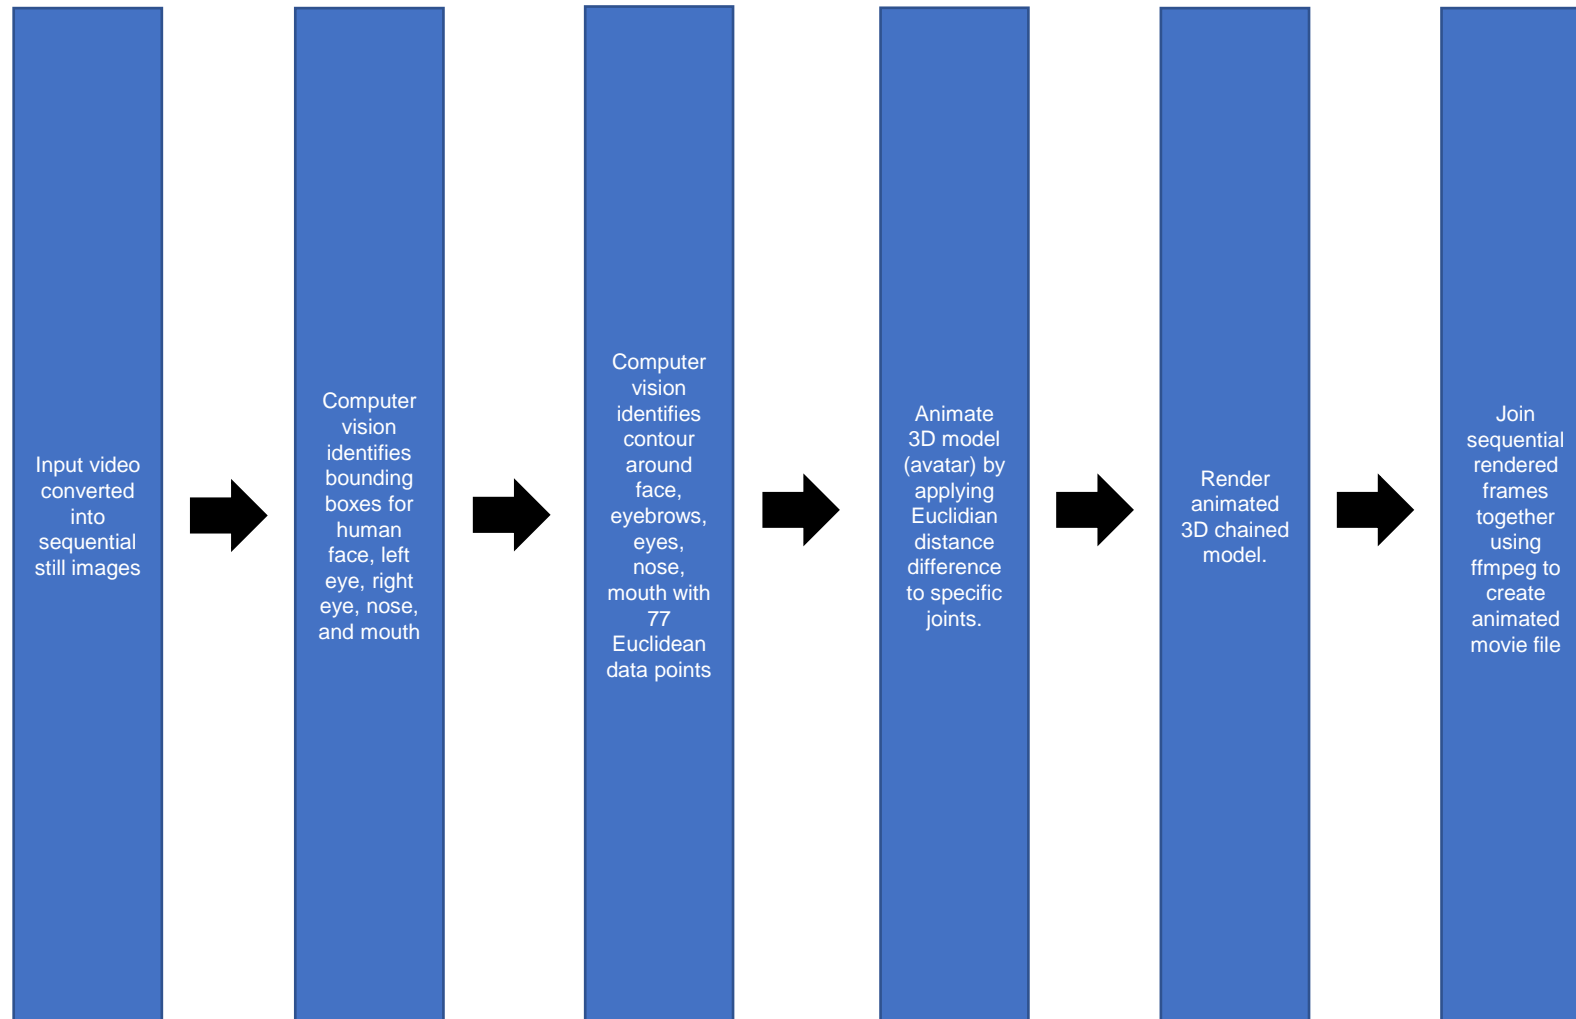 Input video
converted
into
sequential
still images
Computer
vision
identifies
bounding
boxes for
human
face, left
eye, right
eye, nose,
and mouth
Computer
vision
identifies
contour
around
face,
eyebrows,
eyes,
nose,
mouth with
77
Euclidean
data points
Animate
3D model
(avatar) by
applying
Euclidian
distance
difference
to specific
joints.
Render
animated
3D chained
model.
Join
sequential
rendered
frames
together
using
ffmpeg to
create
animated
movie file